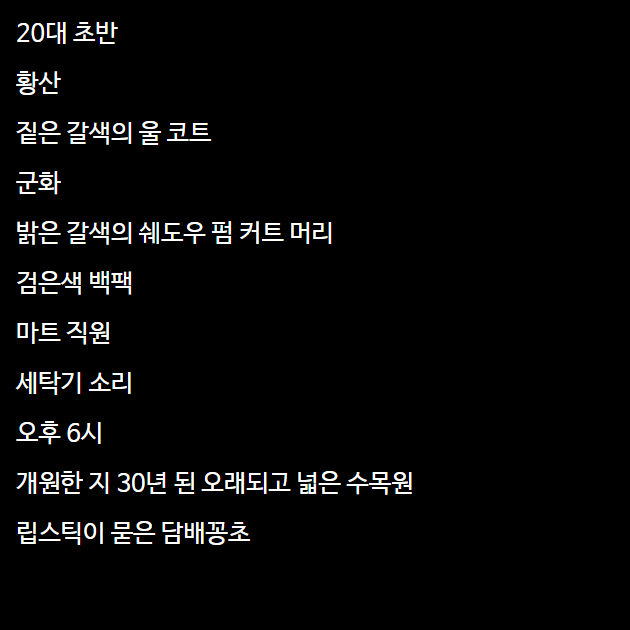 20대 초반
황산
짙은 갈색의 울 코트
군화
밝은 갈색의 쉐도우 펌 커트 머리
검은색 백팩
마트 직원
세탁기 소리
오후 6시
개원한 지 30년 된 오래되고 넓은 수목원
립스틱이 묻은 담배꽁초